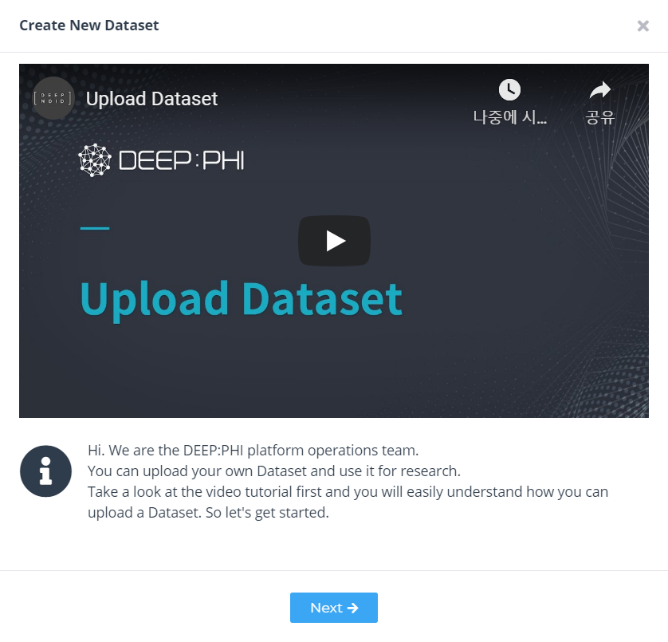 Create New Dataset
[DEEP
NOID]
Upload Dataset
나중에 시...
공유
DEEP:PHI
Upload Dataset
Hi. We are the DEEP:PHI platform operations team.
You can upload your own Dataset and use it for research.
Take a look at the video tutorial first and you will easily understand how you can
upload a Dataset. So let's get started.
Next